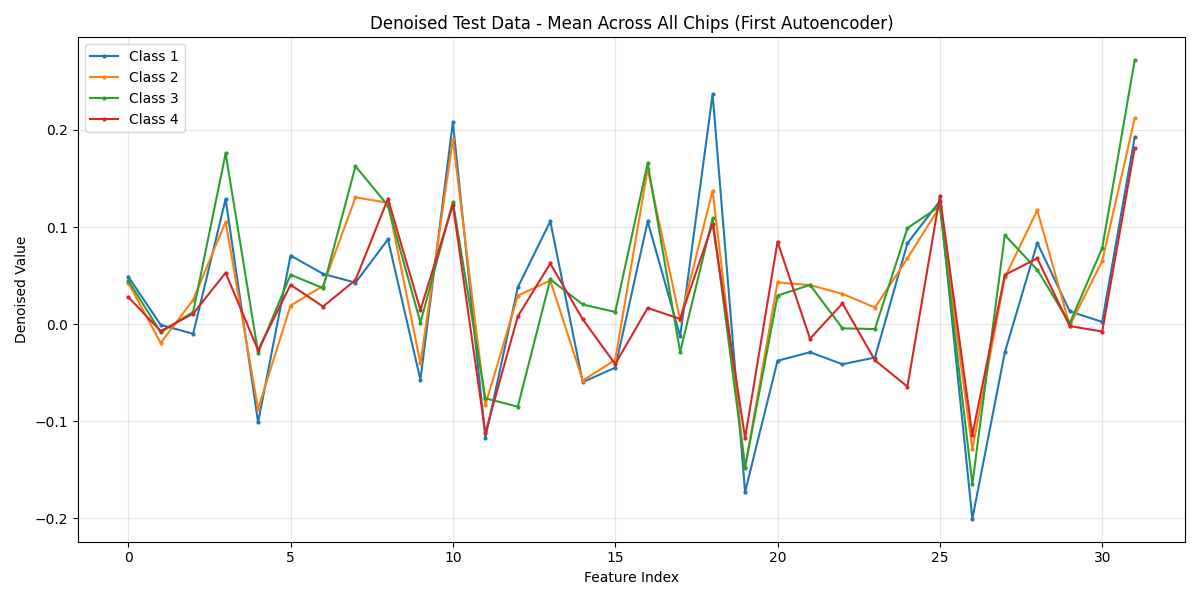 Denoised Test Data - Mean Across All Chips (First Autoencoder)
Class 1
Class 2
Class 3
Class 4
Denoised Value
0.2
0.1
0.0
−0.1
−0.2
0 5 10 15 20 25 30
Feature Index